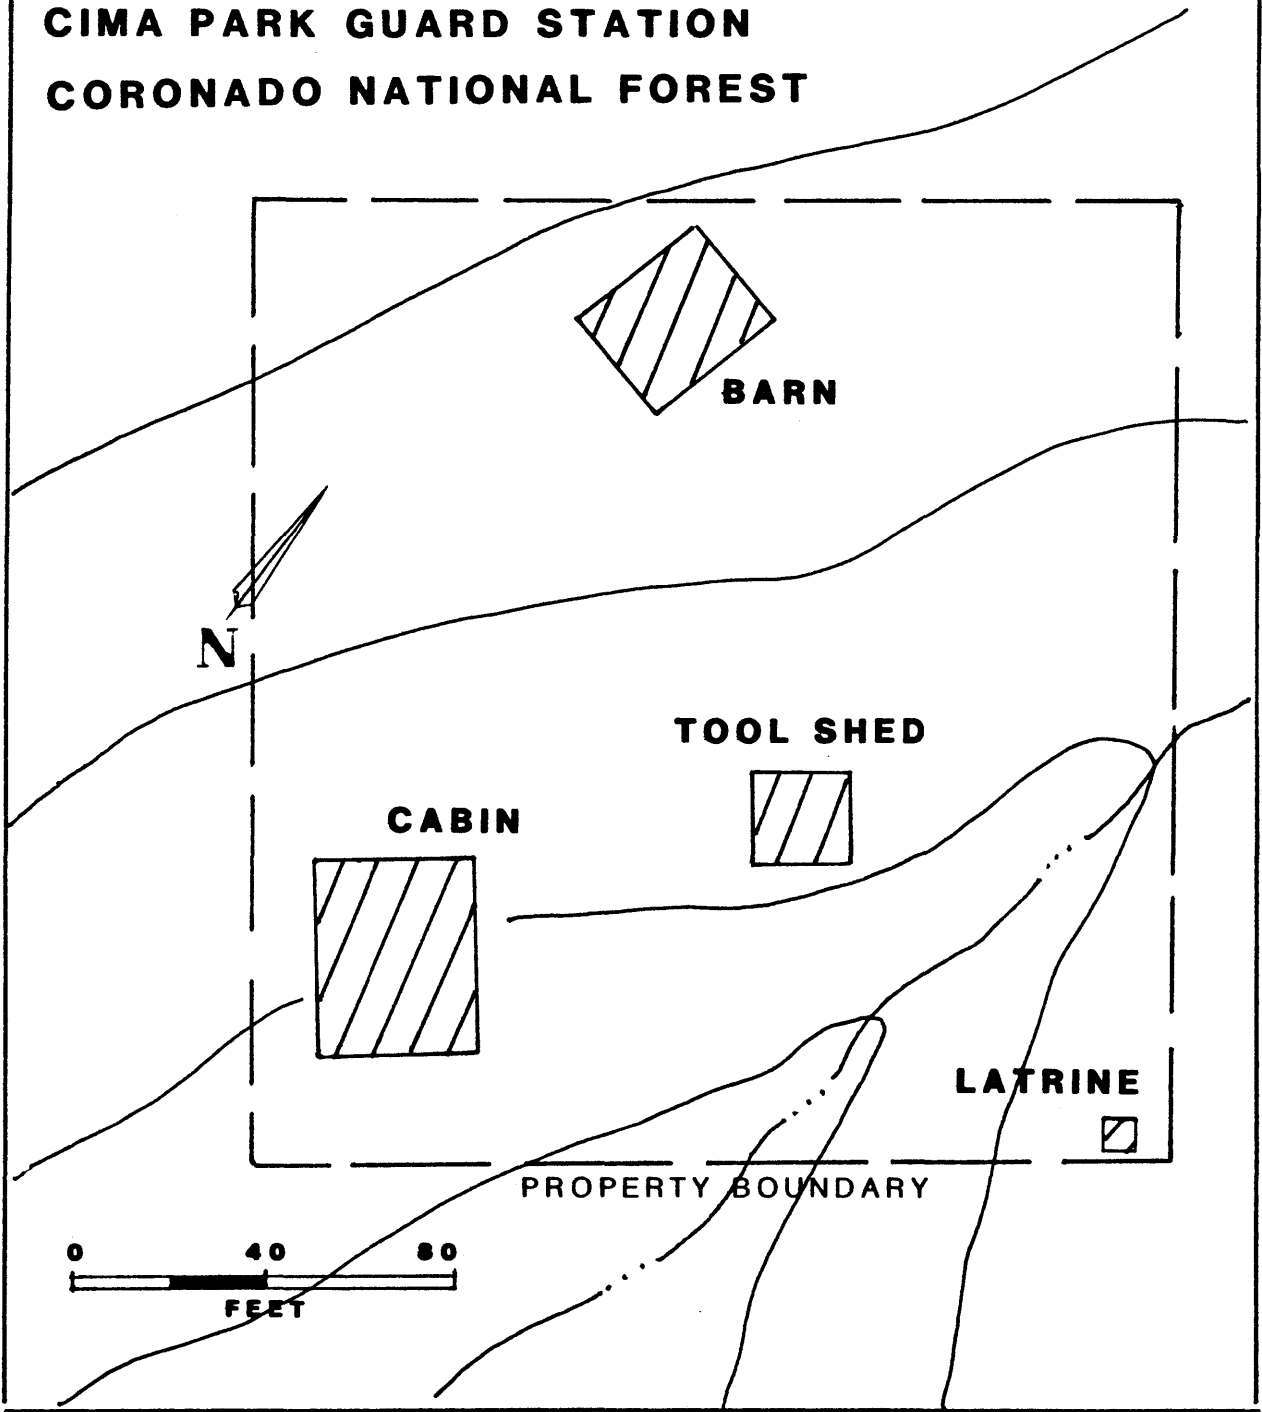 CIMA PARK GUARD STATION
CORONADO NATIONAL FOREST
BARN
N
TOOL SHED
CABIN
LATRINE
PROPERTY BOUNDARY
0 40 80
FEET